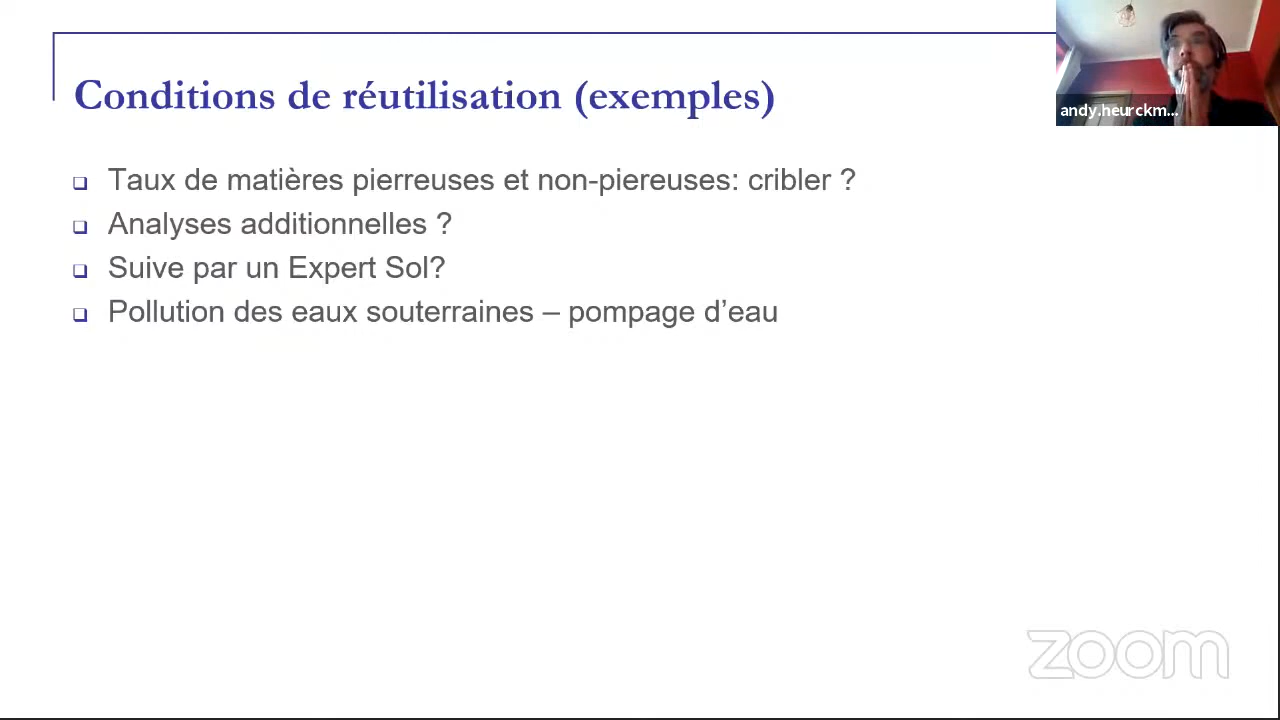 Conditions de réutilisation (exemples)
Taux de matières pierreuses et non-piereuses: cribler ?
Analyses additionnelles ?
Suive par un Expert Sol?
Pollution des eaux souterraines – pompage d’eau
andy.heurckm...
zoom